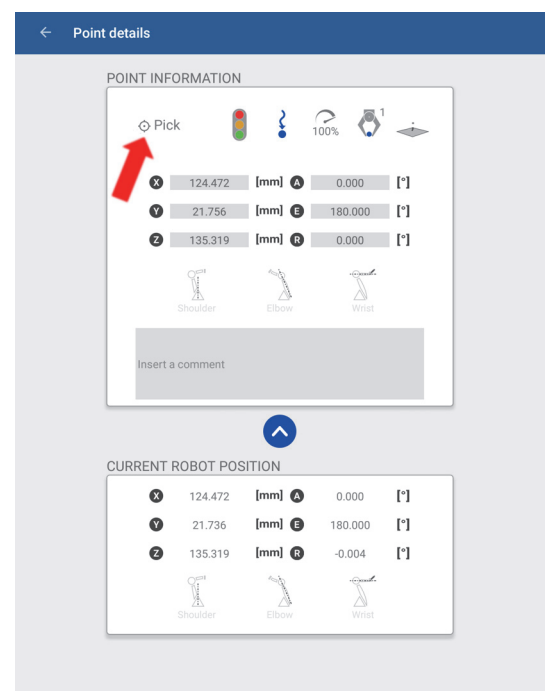 Point details
POINT INFORMATION
Pick
100%
1
X 124.472 [mm] A 0.000 [°]
Y 21.756 [mm] E 180.000 [°]
Z 135.319 [mm] R 0.000 [°]
Shoulder Elbow Wrist
Insert a comment
CURRENT ROBOT POSITION
X 124.472 [mm] A 0.000 [°]
Y 21.736 [mm] E 180.000 [°]
Z 135.319 [mm] R -0.004 [°]
Shoulder Elbow Wrist